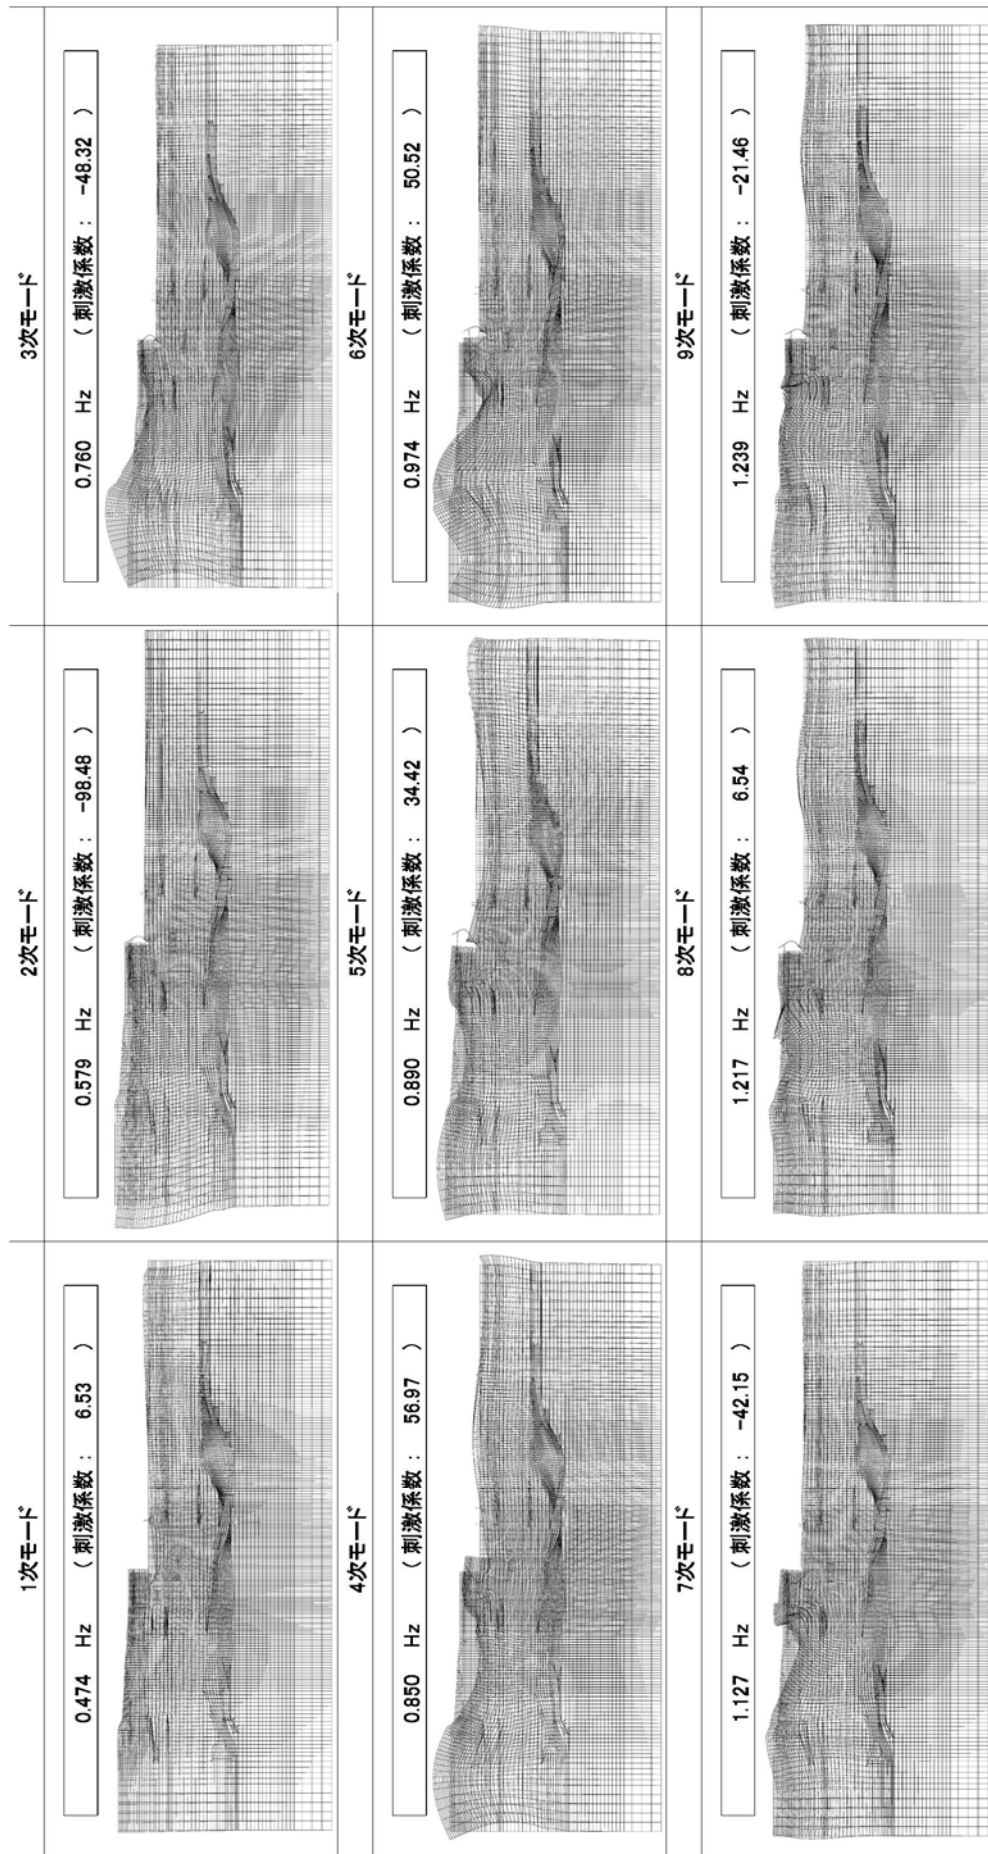 1次モード
0.474 Hz ( 刺激係数 : 6.53 )
2次モード
0.579 Hz ( 刺激係数 : -98.48 )
3次モード
0.760 Hz ( 刺激係数 : -48.32 )
4次モード
0.850 Hz ( 刺激係数 : 56.97 )
5次モード
0.890 Hz ( 刺激係数 : 34.42 )
6次モード
0.974 Hz ( 刺激係数 : 50.52 )
7次モード
1.127 Hz ( 刺激係数 : -42.15 )
8次モード
1.217 Hz ( 刺激係数 : 6.54 )
9次モード
1.239 Hz ( 刺激係数 : -21.46 )